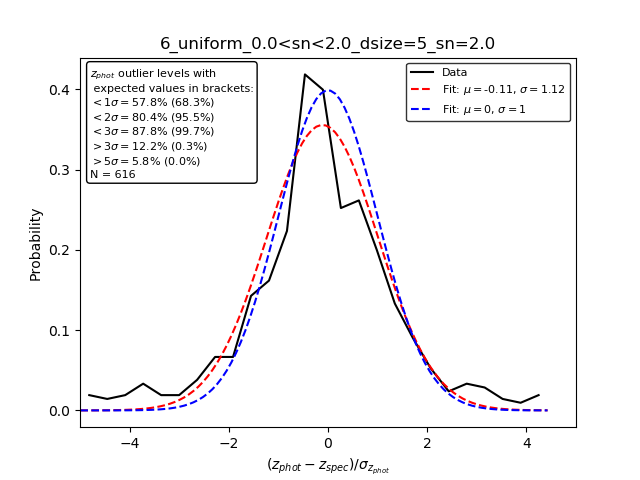 6_uniform_0.0<sn<2.0_dsize=5_sn=2.0
z_phot outlier levels with
expected values in brackets:
<1σ=57.8% (68.3%)
<2σ=80.4% (95.5%)
<3σ=87.8% (99.7%)
>3σ=12.2% (0.3%)
>5σ=5.8% (0.0%)
N = 616
Data
Fit: μ=-0.11, σ=1.12
Fit: μ=0, σ=1
Probability
0.4
0.3
0.2
0.1
0.0
−4 −2 0 2 4
(z_phot − z_spec)/σ_z_phot